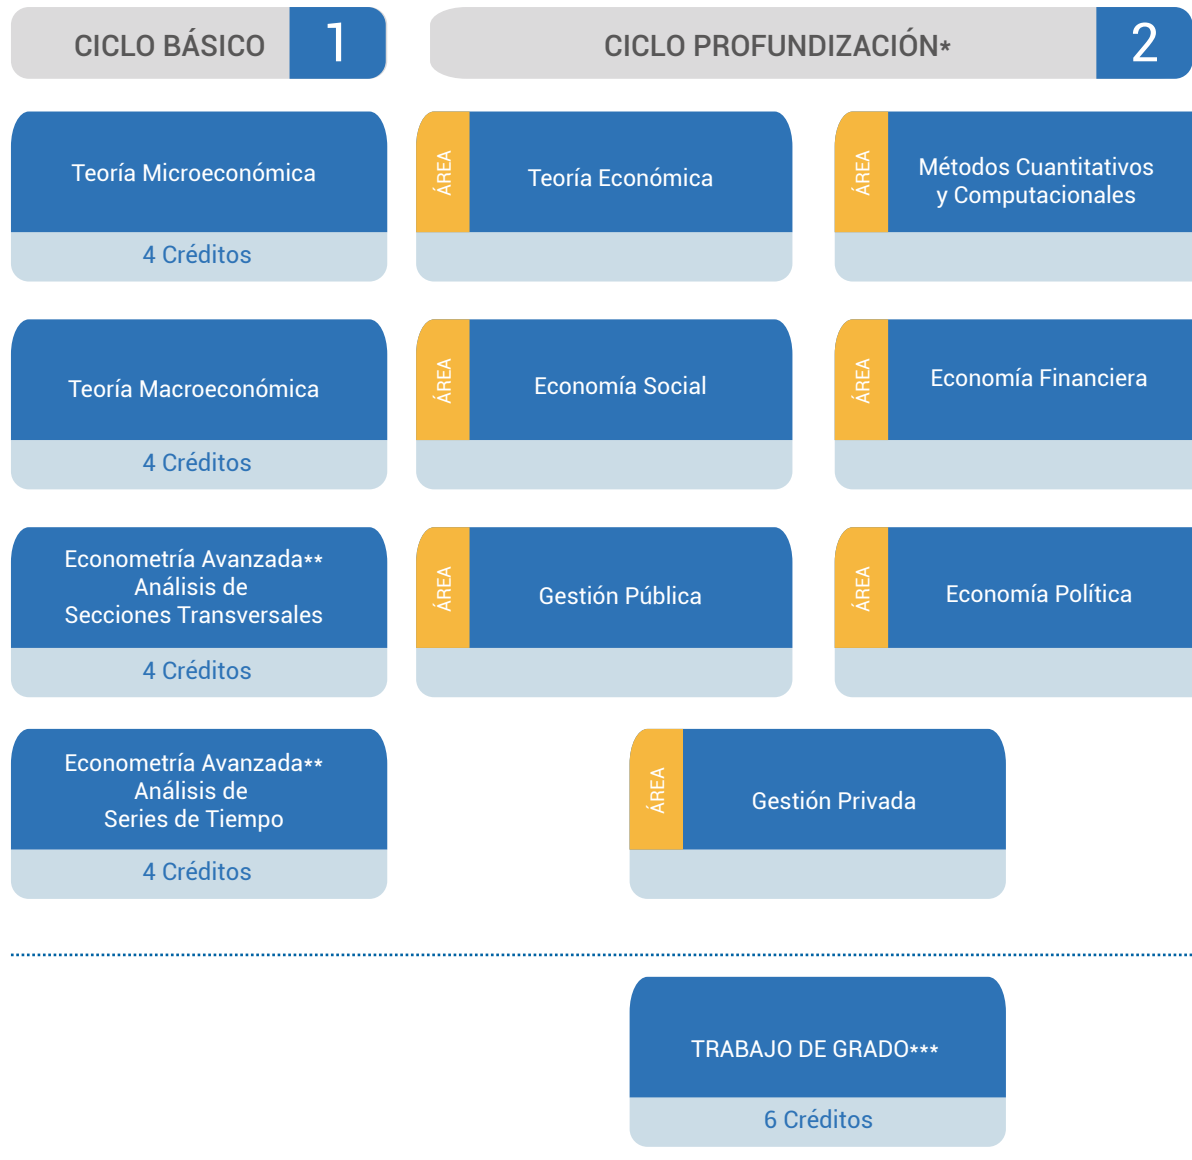 CICLO BÁSICO 1
CICLO PROFUNDIZACIÓN* 2
Teoría Microeconómica
4 Créditos
ÁREA
Teoría Económica
ÁREA
Métodos Cuantitativos
y Computacionales
Teoría Macroeconómica
4 Créditos
ÁREA
Economía Social
ÁREA
Economía Financiera
Econometría Avanzada**
Análisis de
Secciones Transversales
4 Créditos
ÁREA
Gestión Pública
ÁREA
Economía Política
Econometría Avanzada**
Análisis de
Series de Tiempo
4 Créditos
ÁREA
Gestión Privada
TRABAJO DE GRADO***
6 Créditos